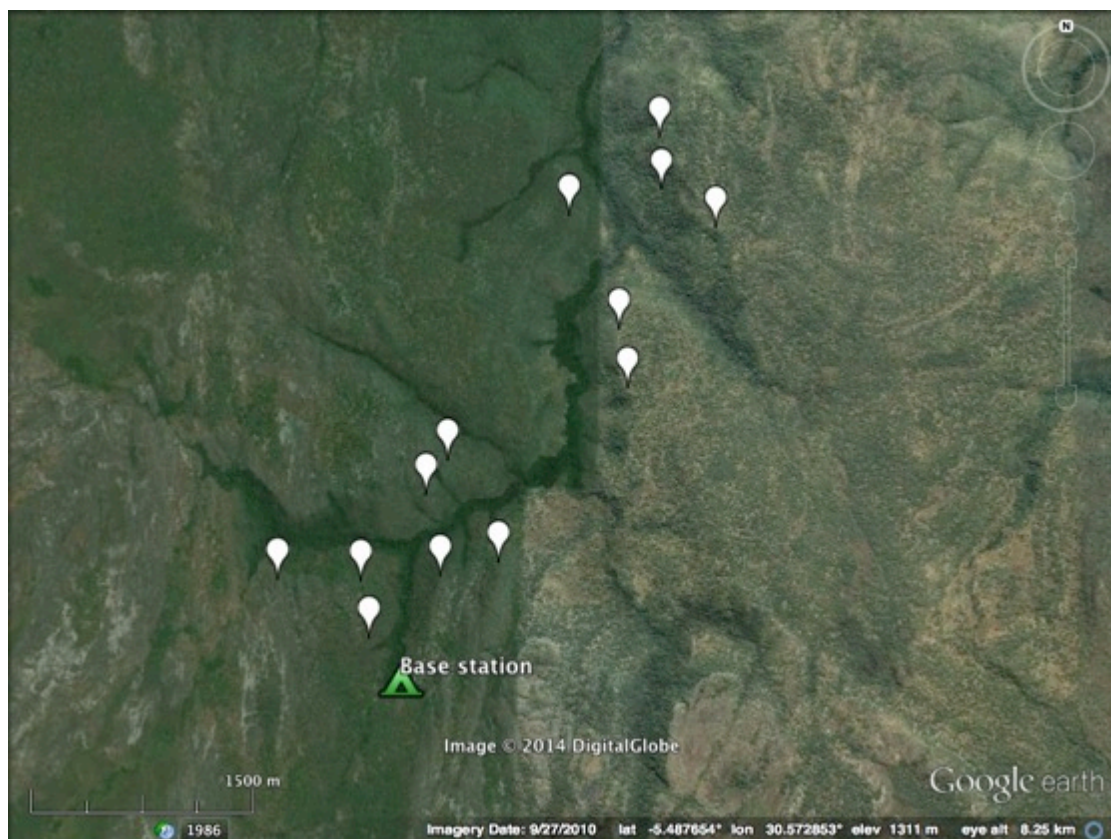 N
Base station
Image © 2014 DigitalGlobe
1500 m
Google earth
1986
Imagery Date: 9/27/2010 lat -5.487654° lon 30.572853° elev 1311 m eye alt 8.25 km